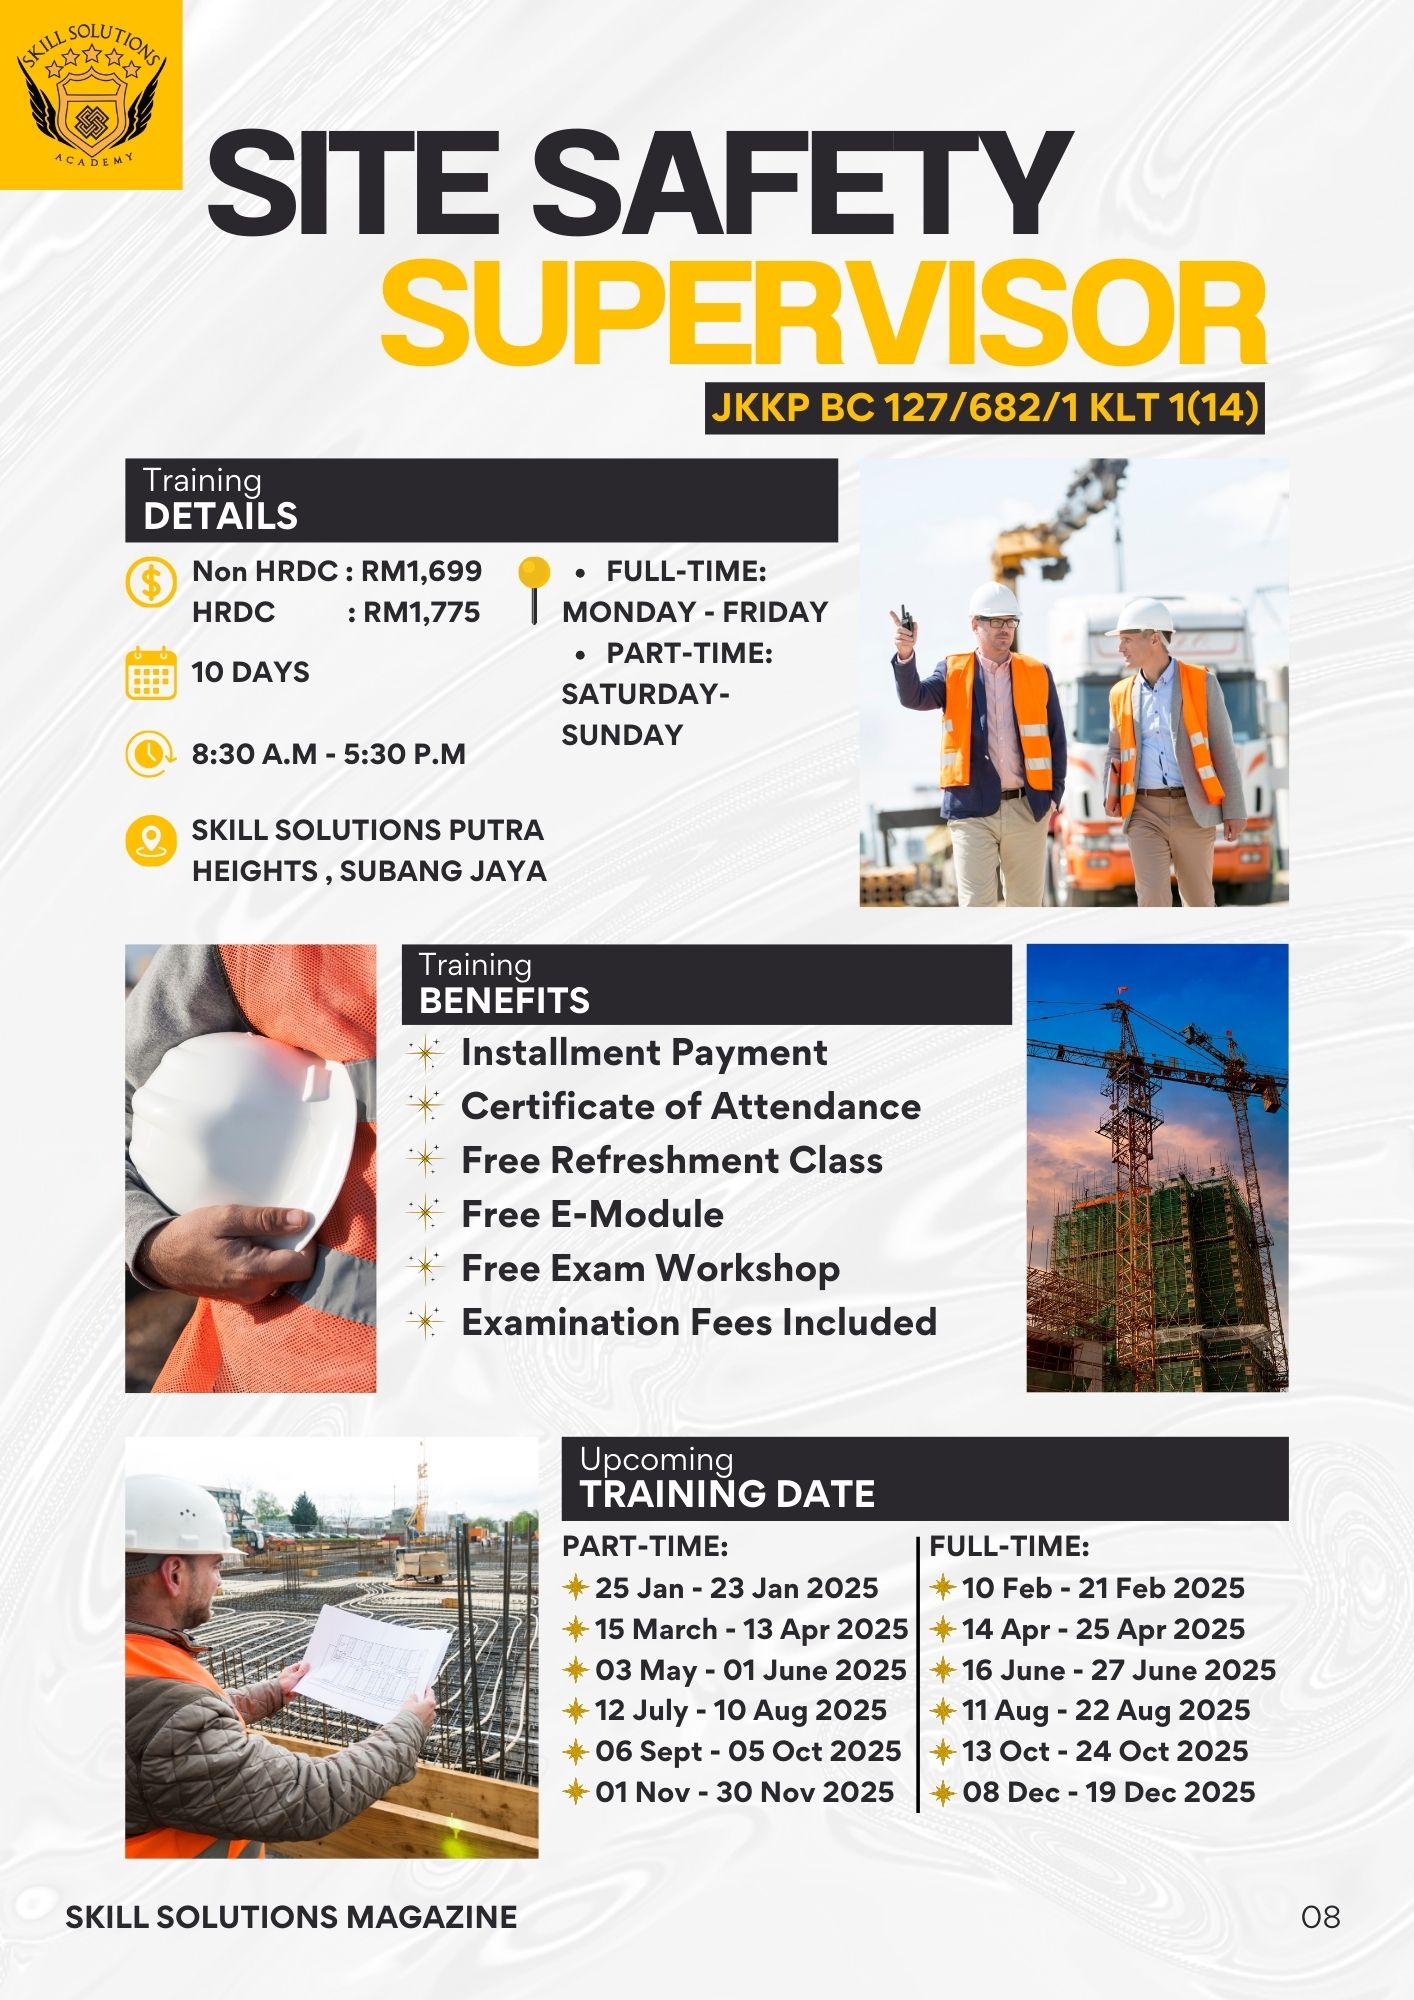 SKILL SOLUTIONS
ACADEMY
SITE SAFETY
SUPERVISOR
JKKP BC 127/682/1 KLT 1(14)
Training
DETAILS
Non HRDC : RM1,699
HRDC : RM1,775
10 DAYS
8:30 A.M - 5:30 P.M
SKILL SOLUTIONS PUTRA
HEIGHTS , SUBANG JAYA
• FULL-TIME:
MONDAY - FRIDAY
• PART-TIME:
SATURDAY-
SUNDAY
Training
BENEFITS
Installment Payment
Certificate of Attendance
Free Refreshment Class
Free E-Module
Free Exam Workshop
Examination Fees Included
Upcoming
TRAINING DATE
PART-TIME:
25 Jan - 23 Jan 2025
15 March - 13 Apr 2025
03 May - 01 June 2025
12 July - 10 Aug 2025
06 Sept - 05 Oct 2025
01 Nov - 30 Nov 2025
FULL-TIME:
10 Feb - 21 Feb 2025
14 Apr - 25 Apr 2025
16 June - 27 June 2025
11 Aug - 22 Aug 2025
13 Oct - 24 Oct 2025
08 Dec - 19 Dec 2025
SKILL SOLUTIONS MAGAZINE
08